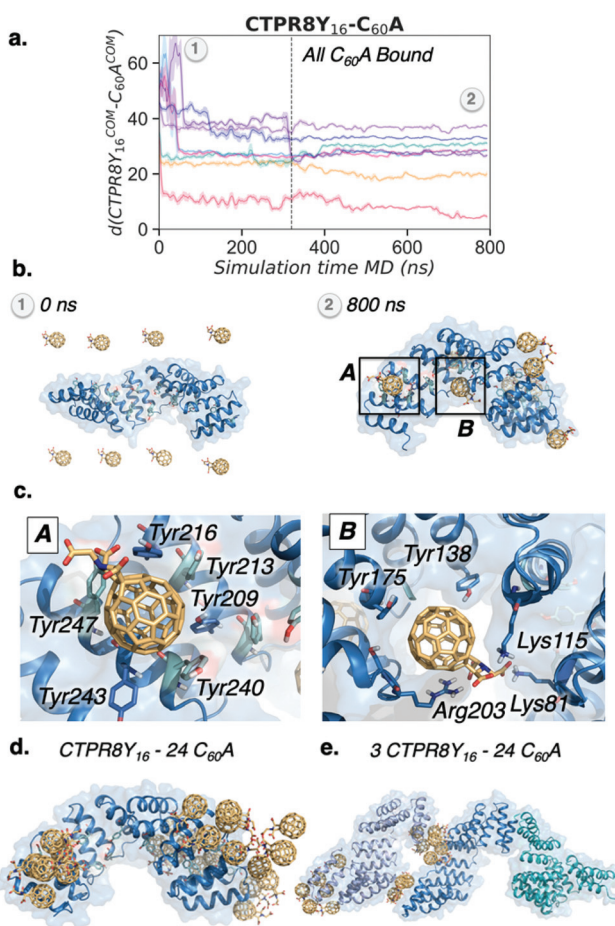 a.
CTPR8Y16-C60A
1
All C60A Bound
2
d(CTPR8Y16COM-C60ACOM)
60
40
20
0
0 200 400 600 800
Simulation time MD (ns)
b.
1 0 ns
2 800 ns
A
B
c.
A
Tyr216
Tyr213
Tyr209
Tyr247
Tyr243
Tyr240
B
Tyr138
Tyr175
Lys115
Arg203
Lys81
d. CTPR8Y16 - 24 C60A
e. 3 CTPR8Y16 - 24 C60A